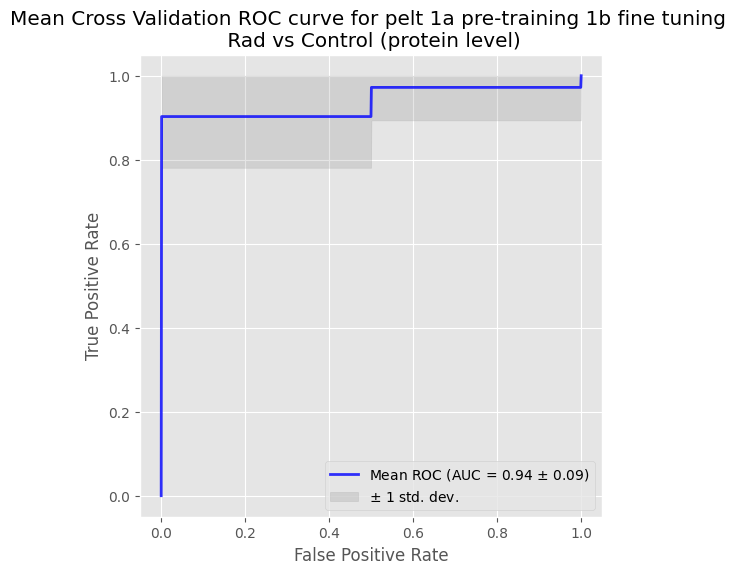 Mean Cross Validation ROC curve for pelt 1a pre-training 1b fine tuning
Rad vs Control (protein level)
1.0
0.8
0.6
0.4
0.2
0.0
True Positive Rate
Mean ROC (AUC = 0.94 ± 0.09)
± 1 std. dev.
0.0 0.2 0.4 0.6 0.8 1.0
False Positive Rate